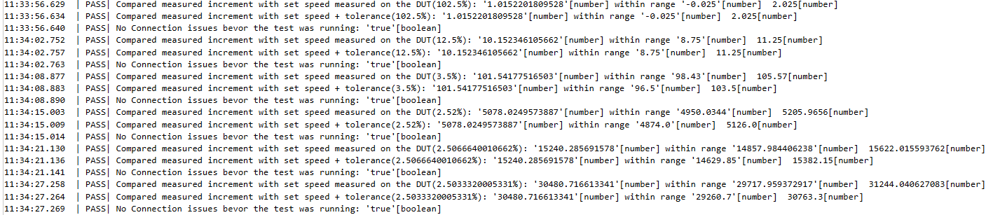 11:33:56.629 | PASS| Compared measured increment with set speed measured on the DUT(102.5%): '1.0152201809528'[number] within range '-0.025'[number] 2.025[number]
11:33:56.634 | PASS| Compared measured increment with set speed + tolerance(102.5%): '1.0152201809528'[number] within range '-0.025'[number] 2.025[number]
11:33:56.640 | PASS| No Connection issues bevor the test was running: 'true'[boolean]
11:34:02.752 | PASS| Compared measured increment with set speed measured on the DUT(12.5%): '10.152346105662'[number] within range '8.75'[number] 11.25[number]
11:34:02.757 | PASS| Compared measured increment with set speed + tolerance(12.5%): '10.152346105662'[number] within range '8.75'[number] 11.25[number]
11:34:02.763 | PASS| No Connection issues bevor the test was running: 'true'[boolean]
11:34:08.877 | PASS| Compared measured increment with set speed measured on the DUT(3.5%): '101.54177516503'[number] within range '98.43'[number] 105.57[number]
11:34:08.883 | PASS| Compared measured increment with set speed + tolerance(3.5%): '101.54177516503'[number] within range '96.5'[number] 103.5[number]
11:34:08.890 | PASS| No Connection issues bevor the test was running: 'true'[boolean]
11:34:15.003 | PASS| Compared measured increment with set speed measured on the DUT(2.52%): '5078.0249573887'[number] within range '4950.0344'[number] 5205.9656[number]
11:34:15.009 | PASS| Compared measured increment with set speed + tolerance(2.52%): '5078.0249573887'[number] within range '4874.0'[number] 5126.0[number]
11:34:15.014 | PASS| No Connection issues bevor the test was running: 'true'[boolean]
11:34:21.130 | PASS| Compared measured increment with set speed measured on the DUT(2.5066640010662%): '15240.285691578'[number] within range '14857.984406238'[number] 15622.015593762[number]
11:34:21.136 | PASS| Compared measured increment with set speed + tolerance(2.5066640010662%): '15240.285691578'[number] within range '14629.85'[number] 15382.15[number]
11:34:21.141 | PASS| No Connection issues bevor the test was running: 'true'[boolean]
11:34:27.258 | PASS| Compared measured increment with set speed measured on the DUT(2.5033320005331%): '30480.716613341'[number] within range '29717.959372917'[number] 31244.040627083[number]
11:34:27.264 | PASS| Compared measured increment with set speed + tolerance(2.5033320005331%): '30480.716613341'[number] within range '29260.7'[number] 30763.3[number]
11:34:27.269 | PASS| No Connection issues bevor the test was running: 'true'[boolean]